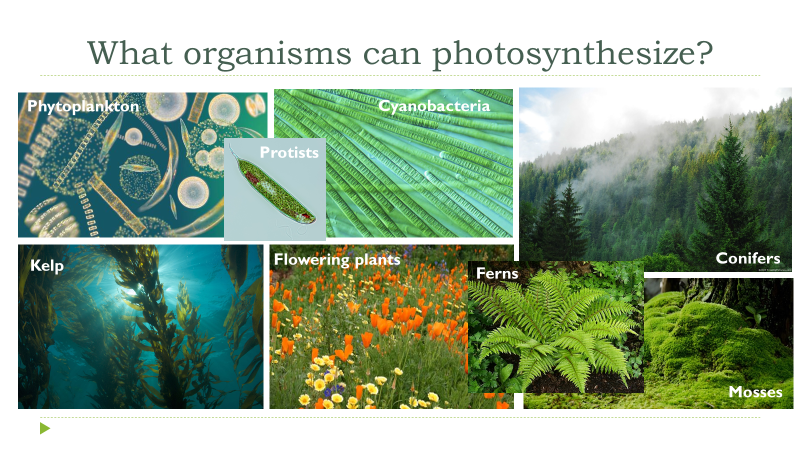 What organisms can photosynthesize?
Phytoplankton
Cyanobacteria
Protists
Conifers
Kelp
Flowering plants
Ferns
Mosses